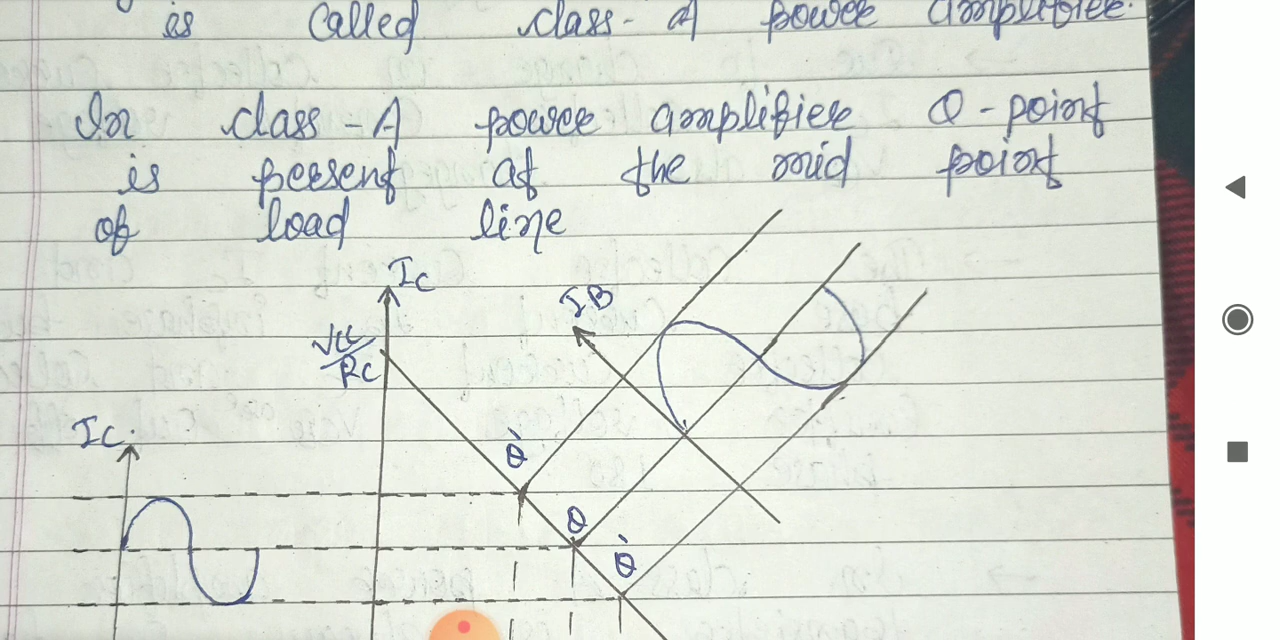 is called class-A power amplifier.
In class-A power amplifier Q-point
is persent at the mid point
of load line
IC
IB
VCC/RC
IC
Q̀
Q
Q̀